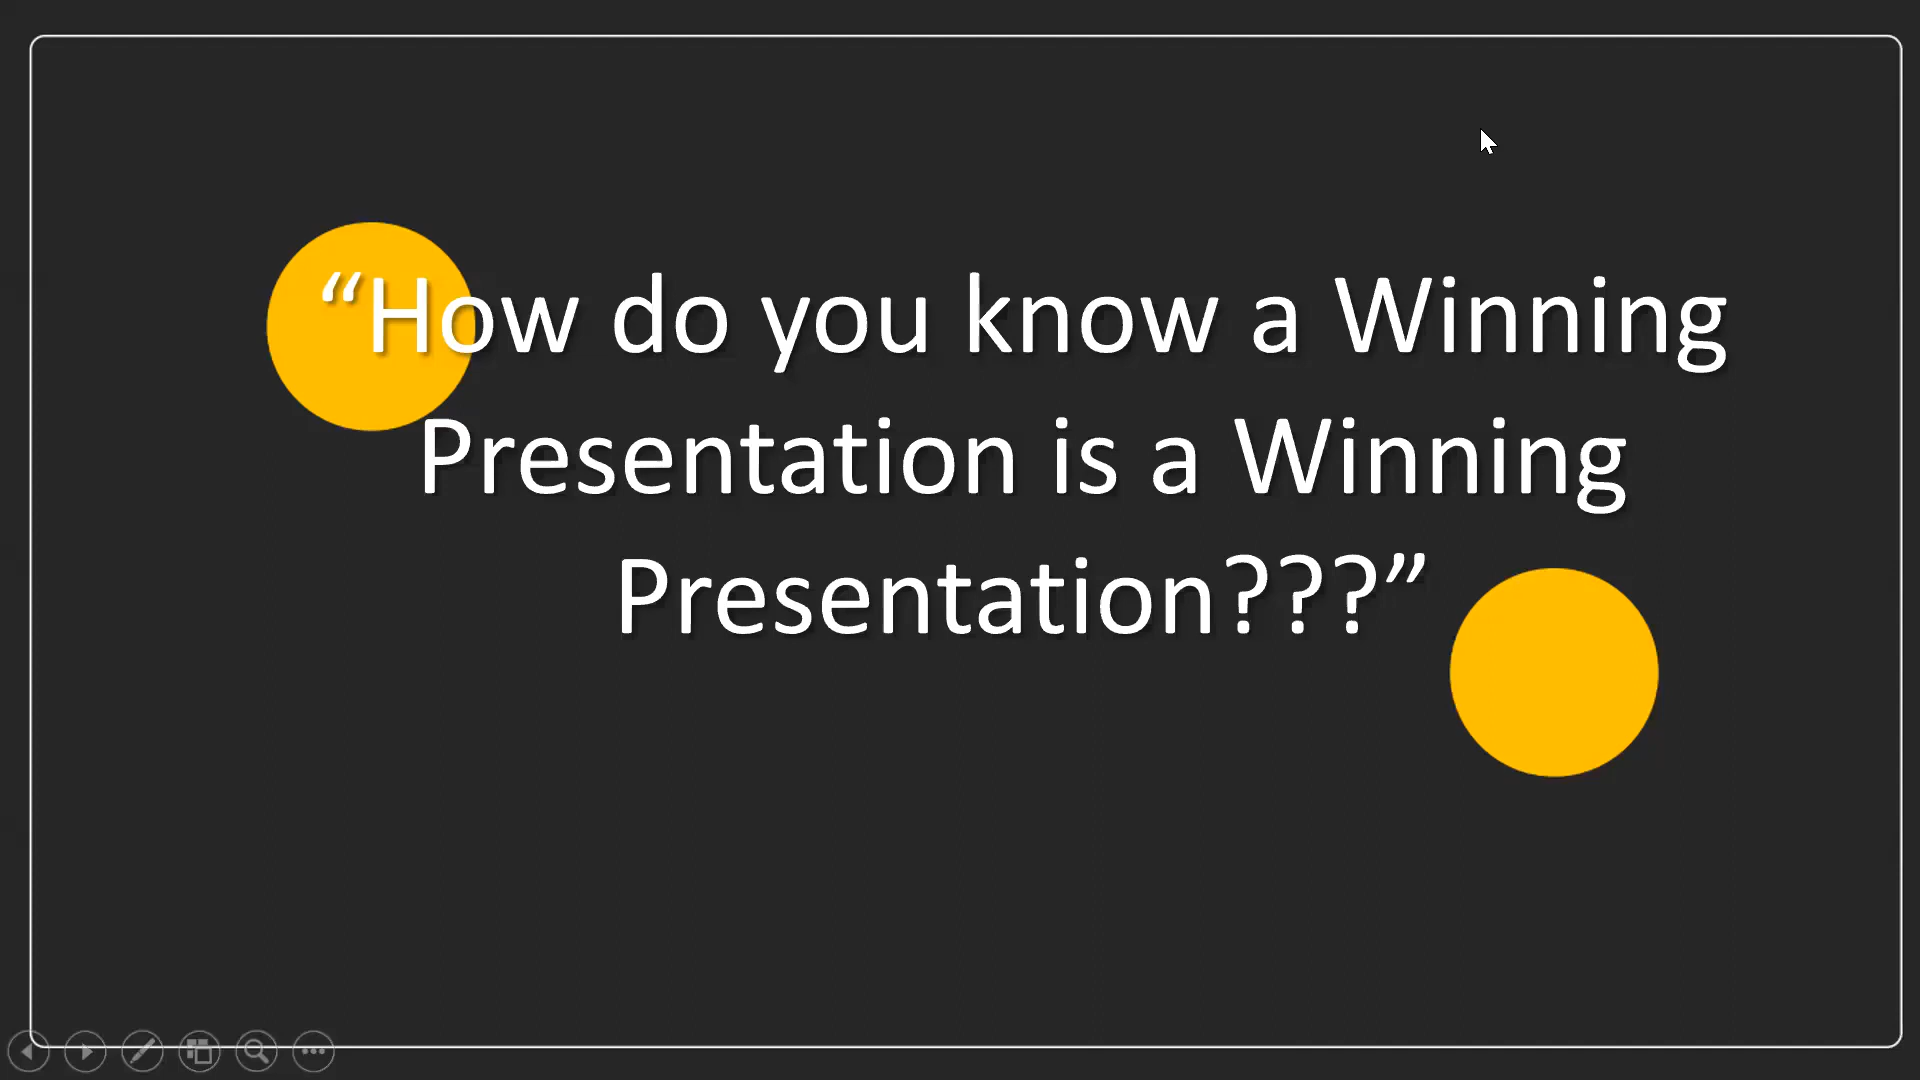 “How do you know a Winning
Presentation is a Winning
Presentation???”